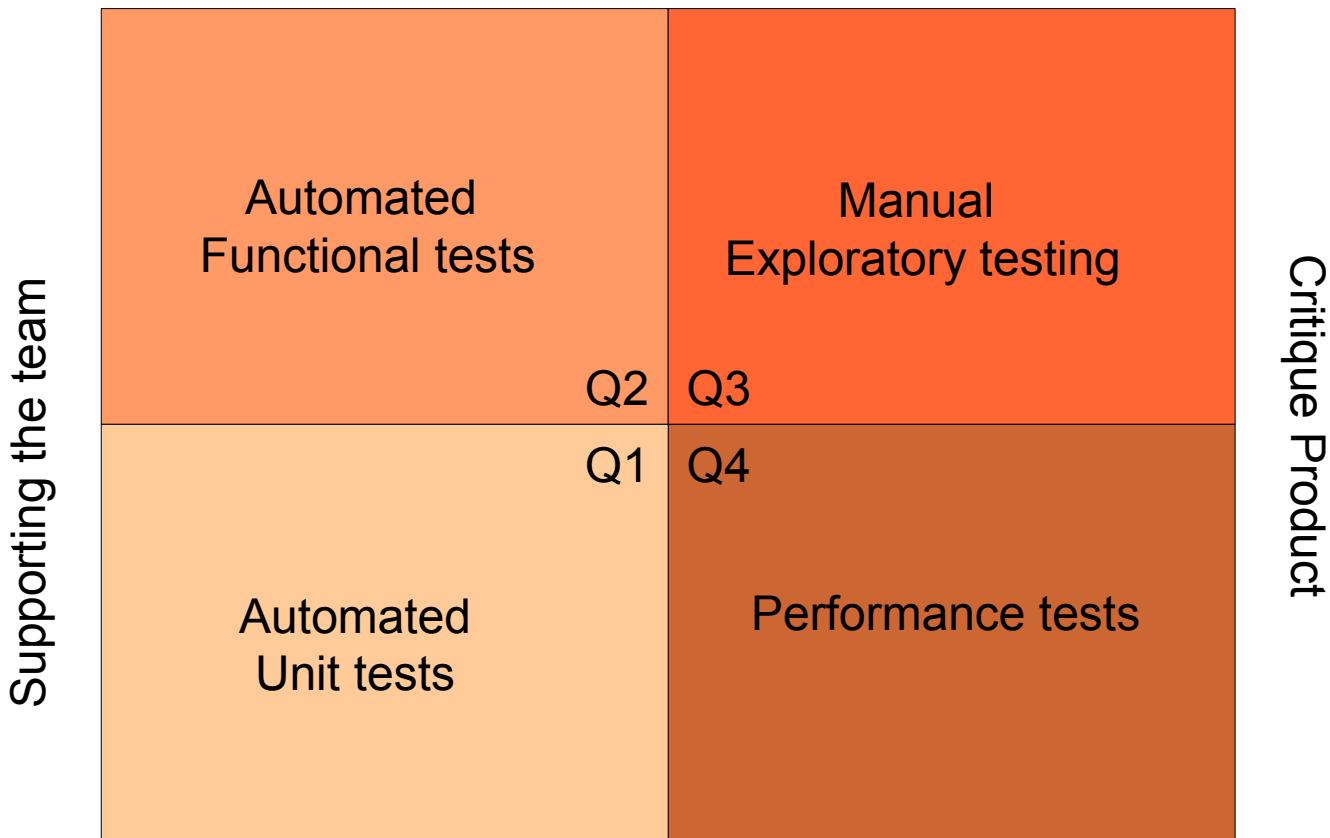 Supporting the team
Automated
Functional tests
Q2
Manual
Exploratory testing
Q3
Automated
Unit tests
Q1
Performance tests
Q4
Critique Product